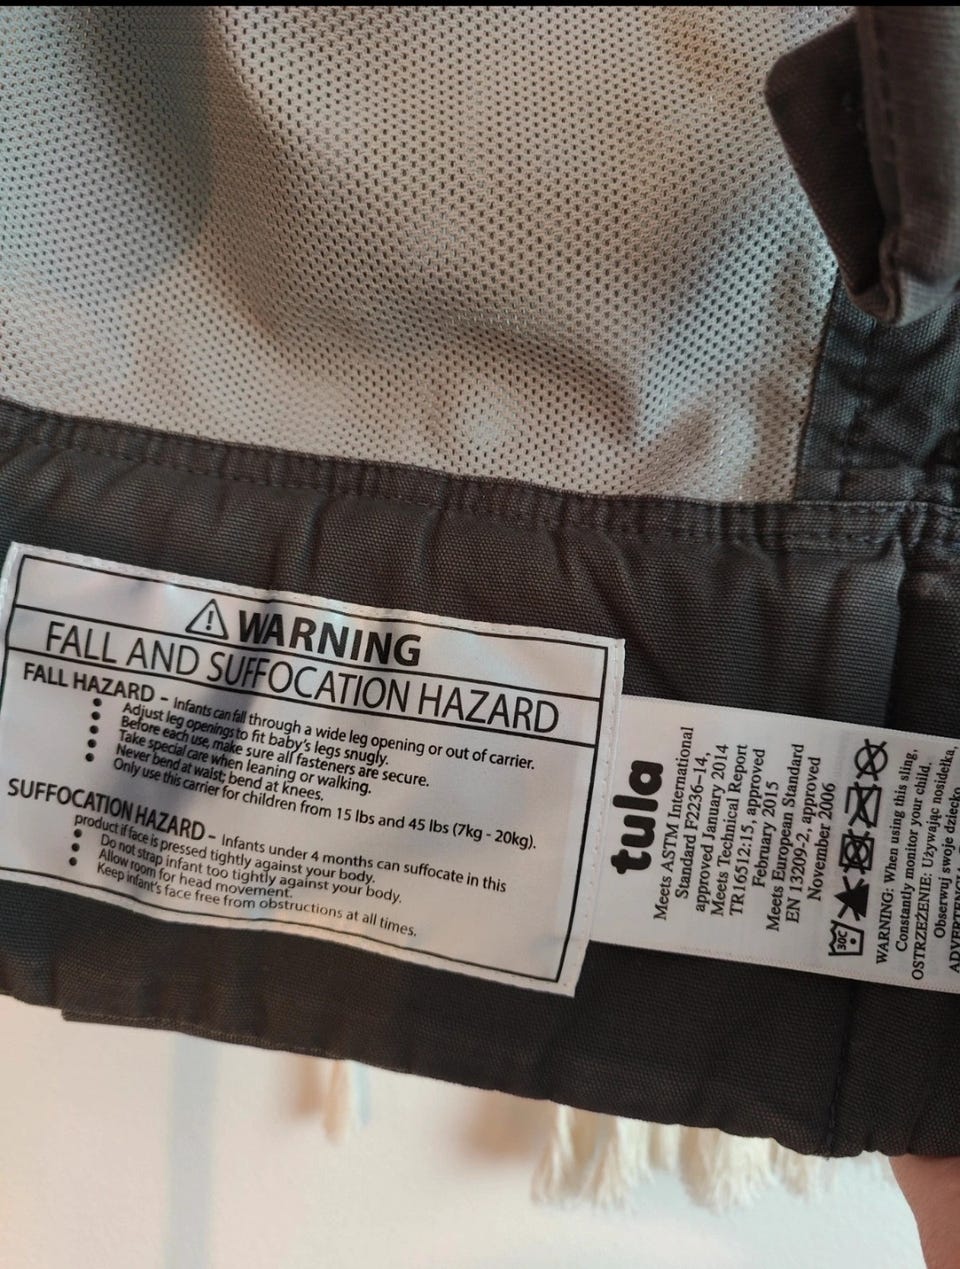 WARNING
FALL AND SUFFOCATION HAZARD
FALL HAZARD – Infants can fall through a wide leg opening or out of carrier.
• Adjust leg openings to fit baby's legs snugly.
• Before each use, make sure all fasteners are secure.
• Take special care when leaning or walking.
• Never bend at waist; bend at knees.
• Only use this carrier for children from 15 lbs and 45 lbs (7kg - 20kg).
SUFFOCATION HAZARD – Infants under 4 months can suffocate in this
product if face is pressed tightly against your body.
• Do not strap infant too tightly against your body.
• Allow room for head movement.
• Keep infant's face free from obstructions at all times.
tula
Meets ASTM International
Standard F2236–14,
approved January 2014
Meets Technical Report
TR16512:15, approved
February 2015
Meets European Standard
EN 13209-2, approved
November 2006
30C
WARNING: When using this sling,
Constantly monitor your child.
OSTRZEŻENIE: Używając nosidełka,
Obserwuj swoje dziecko